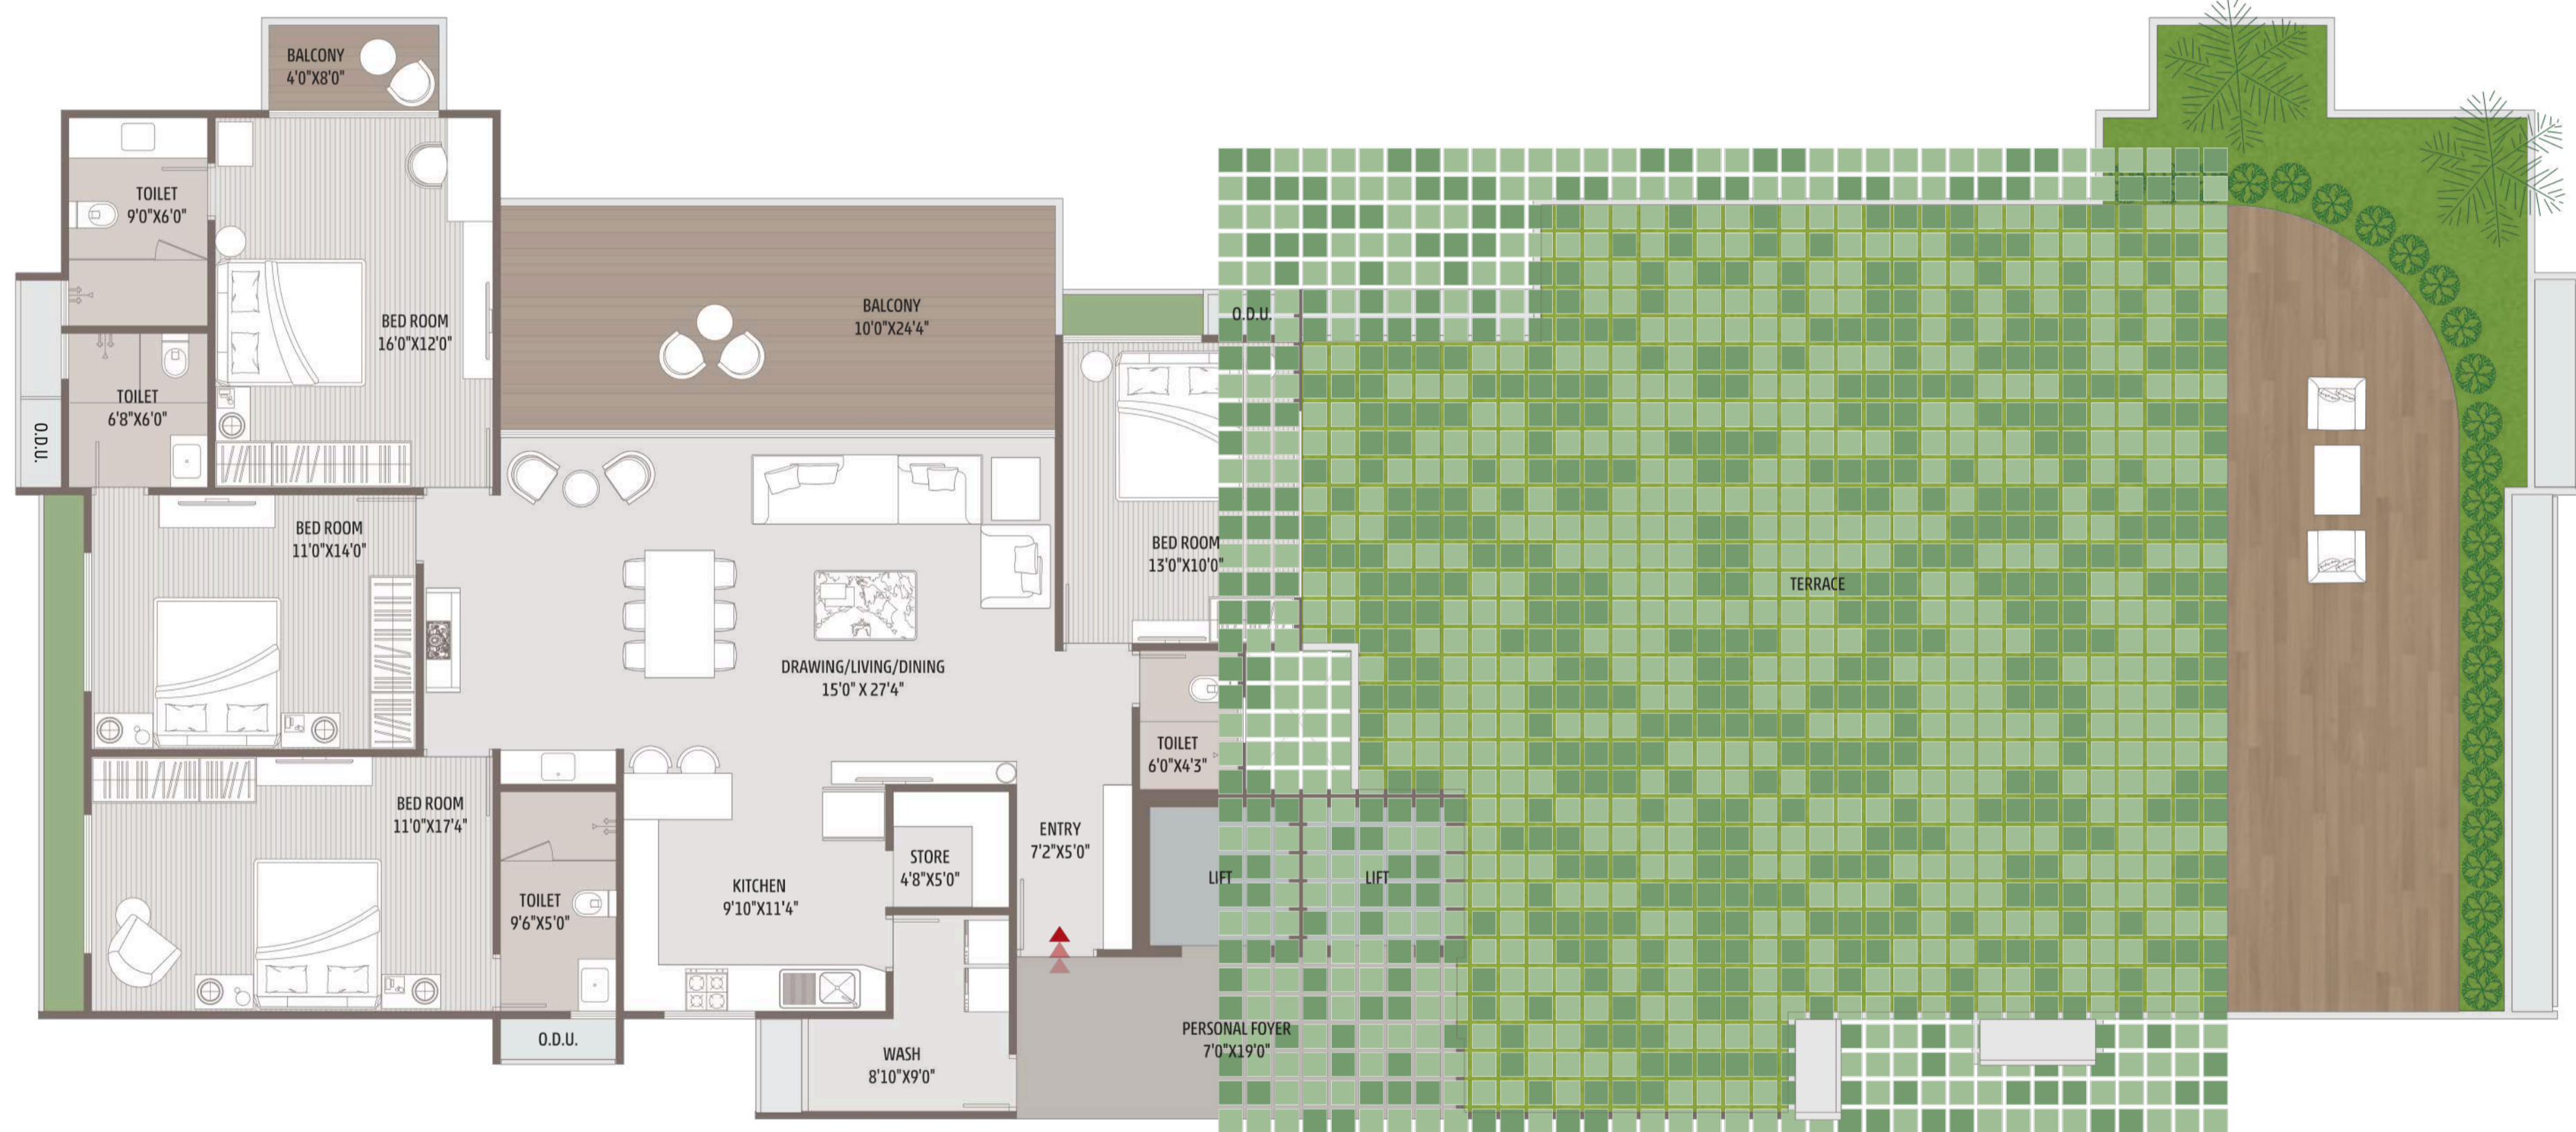 BALCONY
4'0"X8'0"
TOILET
9'0"X6'0"
BED ROOM
16'0"X12'0"
BALCONY
10'0"X24'4"
O.D.U.
TOILET
6'8"X6'0"
O.D.U.
BED ROOM
11'0"X14'0"
BED ROOM
13'0"X10'0"
TERRACE
DRAWING/LIVING/DINING
15'0" X 27'4"
TOILET
6'0"X4'3"
BED ROOM
11'0"X17'4"
ENTRY
7'2"X5'0"
STORE
4'8"X5'0"
LIFT
LIFT
KITCHEN
9'10"X11'4"
TOILET
9'6"X5'0"
O.D.U.
PERSONAL FOYER
7'0"X19'0"
WASH
8'10"X9'0"